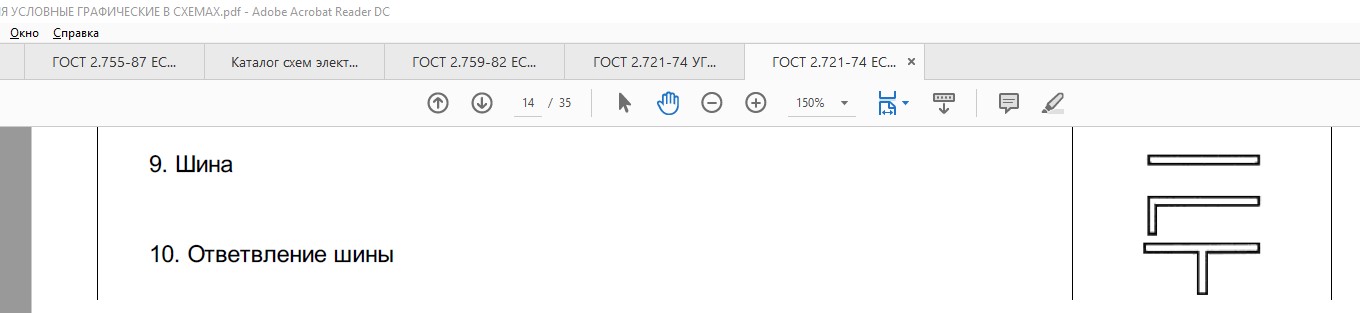 Я УСЛОВНЫЕ ГРАФИЧЕСКИЕ В СХЕМАХ.pdf - Adobe Acrobat Reader DC
Окно Справка
ГОСТ 2.755-87 ЕС... Каталог схем элект... ГОСТ 2.759-82 ЕС... ГОСТ 2.721-74 УГ... ГОСТ 2.721-74 ЕС... ×
14 / 35 150%
9. Шина
10. Ответвление шины